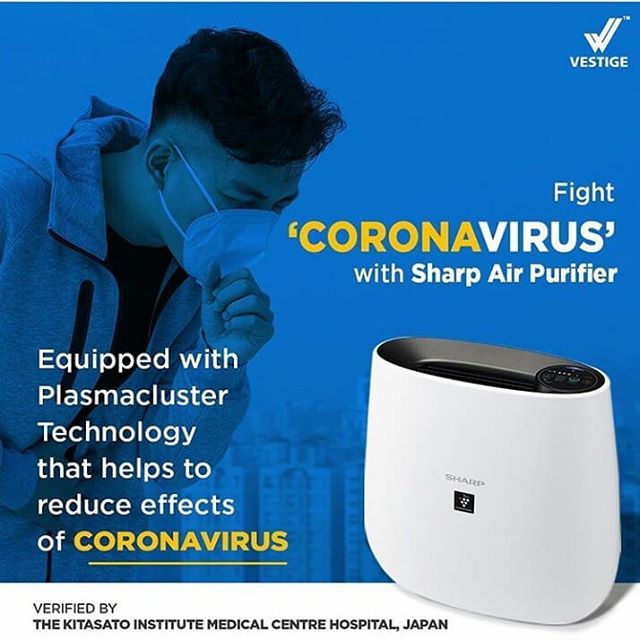 ™
VESTIGE
Fight
‘CORONAVIRUS’
with Sharp Air Purifier
Equipped with
Plasmacluster
Technology
that helps to
reduce effects
of CORONAVIRUS
SHARP
VERIFIED BY
THE KITASATO INSTITUTE MEDICAL CENTRE HOSPITAL, JAPAN